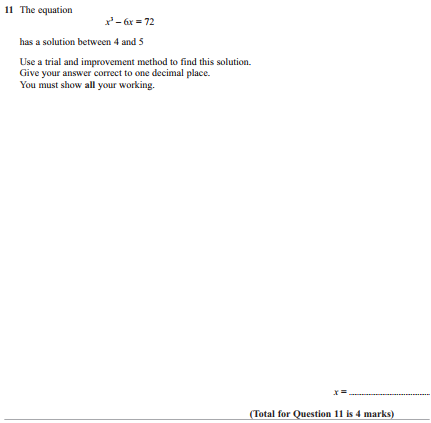 11 The equation
x³ – 6x = 72
has a solution between 4 and 5
Use a trial and improvement method to find this solution.
Give your answer correct to one decimal place.
You must show all your working.
x = ....................................
(Total for Question 11 is 4 marks)